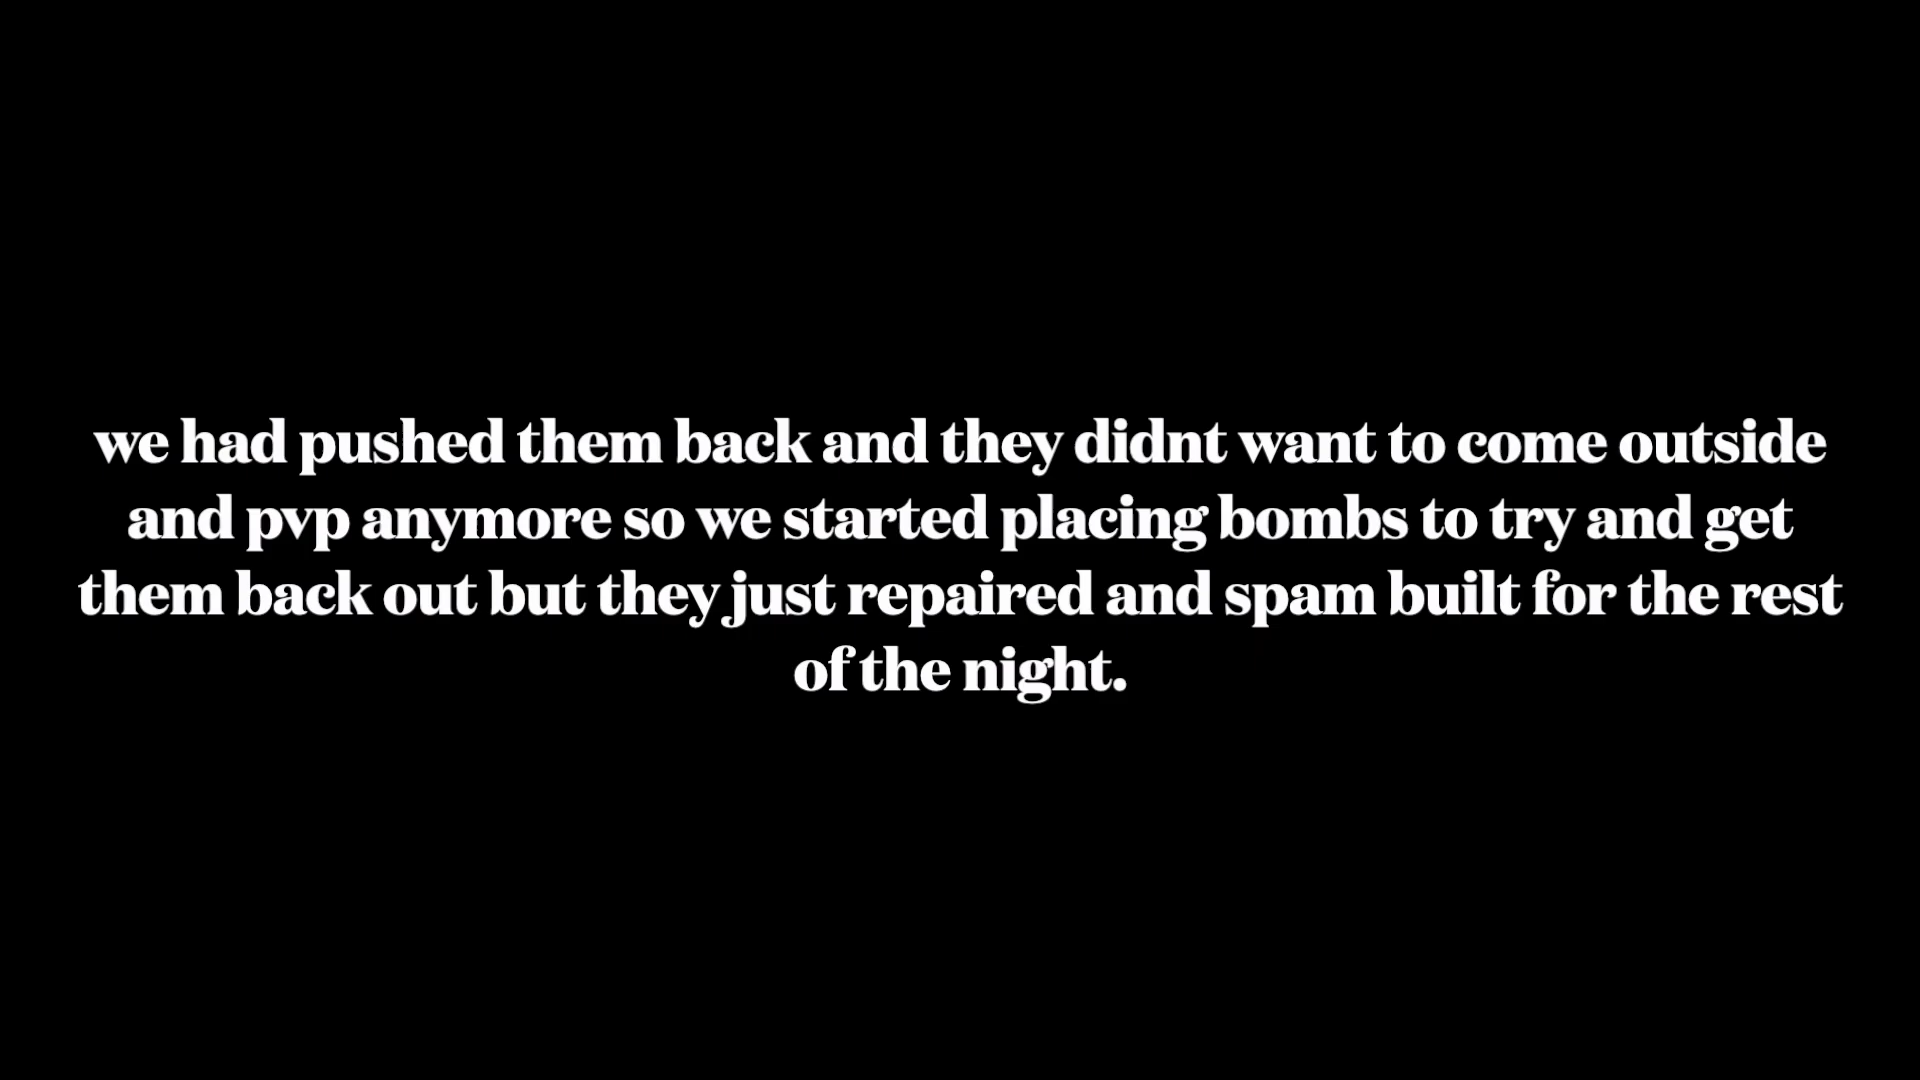 we had pushed them back and they didnt want to come outside
and pvp anymore so we started placing bombs to try and get
them back out but they just repaired and spam built for the rest
of the night.